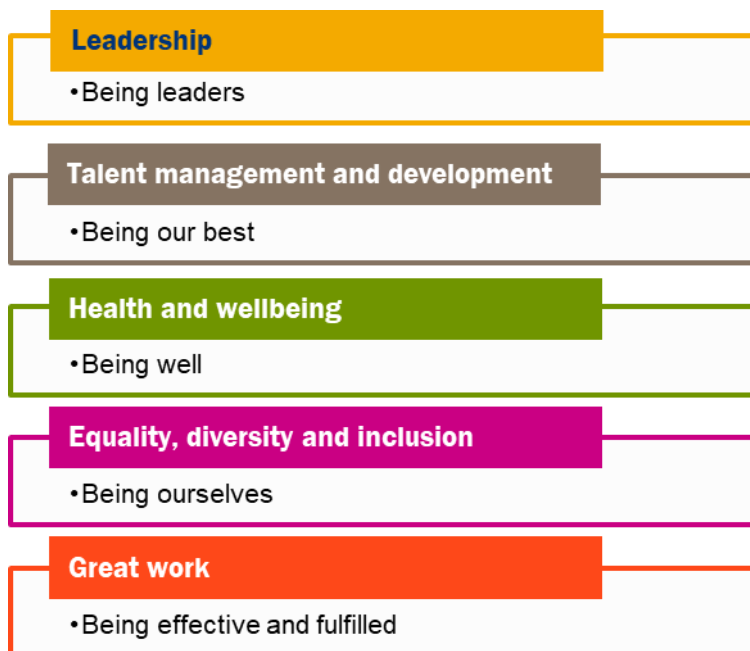 Leadership
•Being leaders
Talent management and development
•Being our best
Health and wellbeing
•Being well
Equality, diversity and inclusion
•Being ourselves
Great work
•Being effective and fulfilled